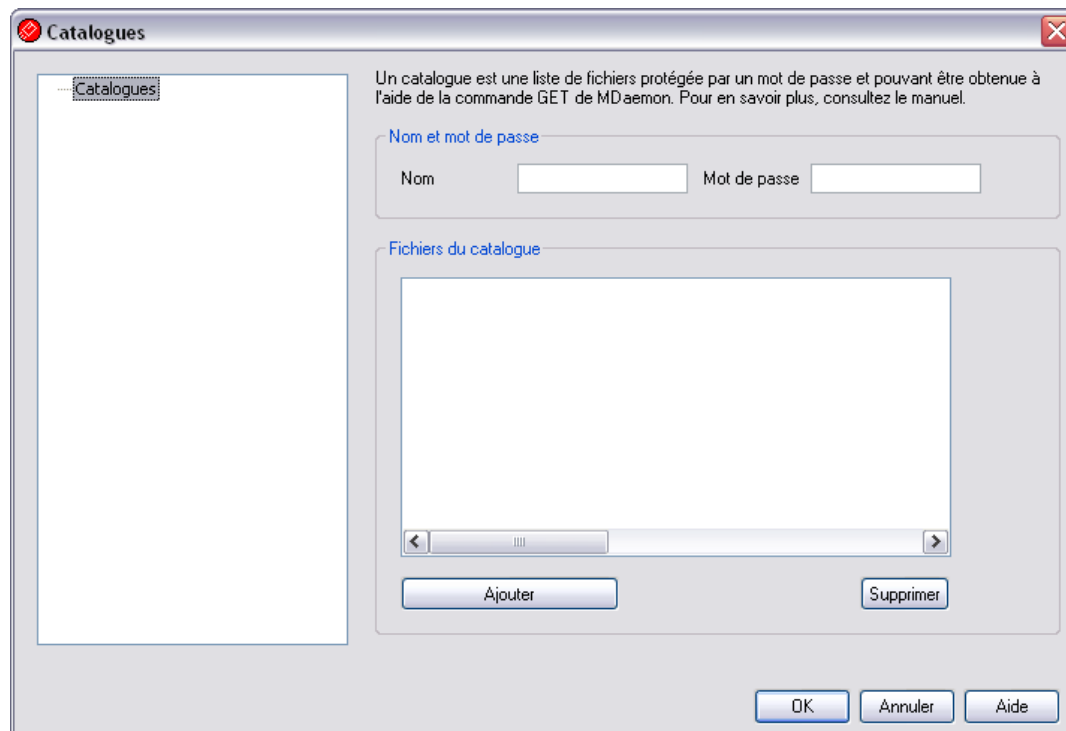 Catalogues
Catalogues
Un catalogue est une liste de fichiers protégée par un mot de passe et pouvant être obtenue à
l'aide de la commande GET de MDaemon. Pour en savoir plus, consultez le manuel.
Nom et mot de passe
Nom
Mot de passe
Fichiers du catalogue
Ajouter
Supprimer
OK
Annuler
Aide